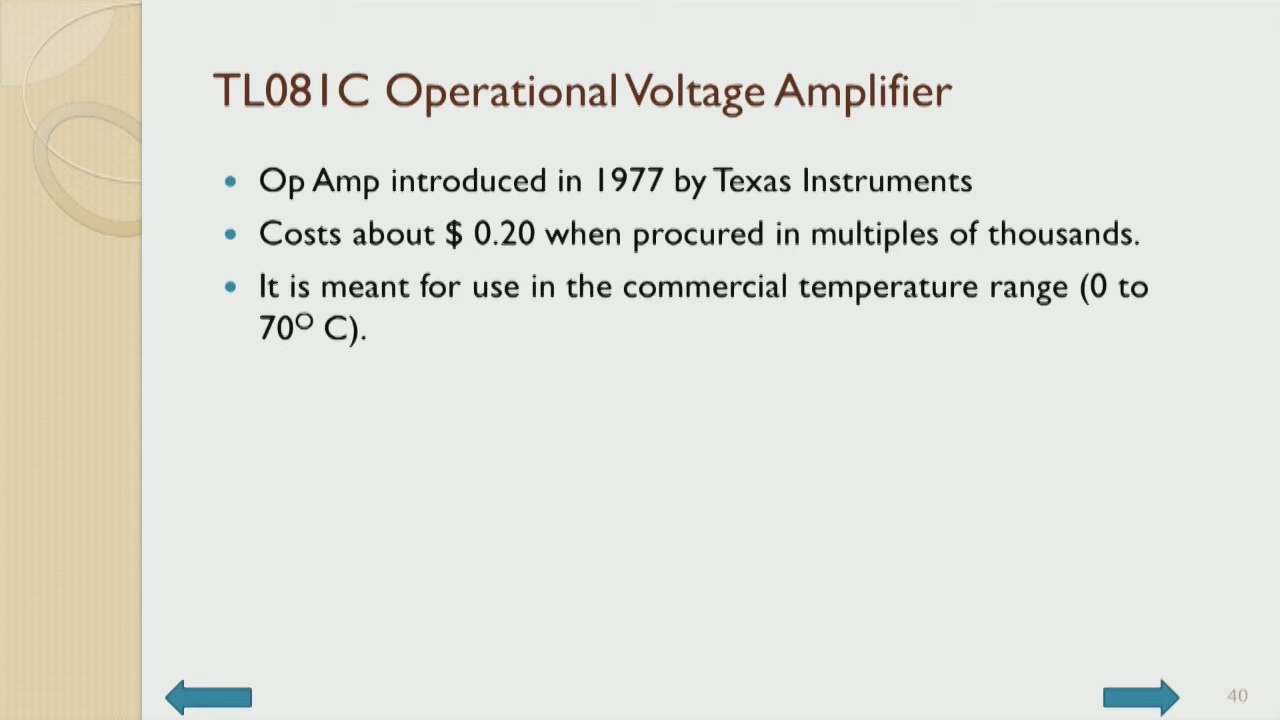 TL081C Operational Voltage Amplifier
• Op Amp introduced in 1977 by Texas Instruments
• Costs about $ 0.20 when procured in multiples of thousands.
• It is meant for use in the commercial temperature range (0 to
70ᴼ C).
40